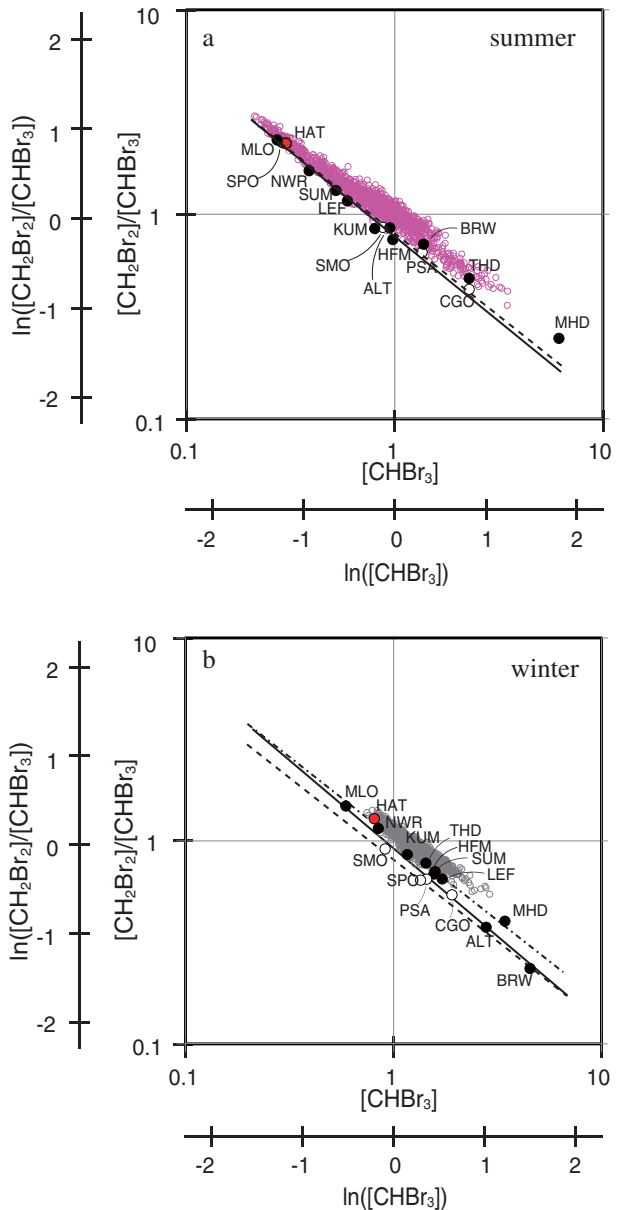 10
2
a
summer
ln([CH2Br2]/[CHBr3])
[CH2Br2]/[CHBr3]
1
HAT
MLO
SPO
NWR
SUM
LEF
0
1
KUM
BRW
HFM
PSA
THD
SMO
ALT
CGO
-1
MHD
-2
0.1
0.1
1
10
[CHBr3]
-2
-1
0
1
2
ln([CHBr3])
10
2
b
winter
ln([CH2Br2]/[CHBr3])
[CH2Br2]/[CHBr3]
1
MLO
HAT
NWR
KUM
THD
HFM
0
1
SMO
SUM
SPO
LEF
PSA
CGO
MHD
-1
ALT
BRW
-2
0.1
0.1
1
10
[CHBr3]
-2
-1
0
1
2
ln([CHBr3])